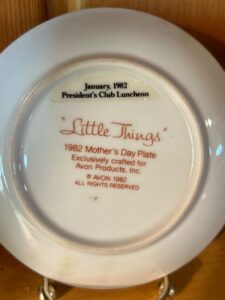 January, 1982
President's Club Luncheon
"Little Things"
1982 Mother's Day Plate
Exclusively crafted for
Avon Products, Inc.
© AVON 1982
ALL RIGHTS RESERVED